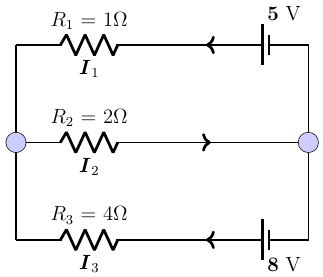 5 V
R₁ = 1Ω
I₁
R₂ = 2Ω
I₂
R₃ = 4Ω
I₃
8 V